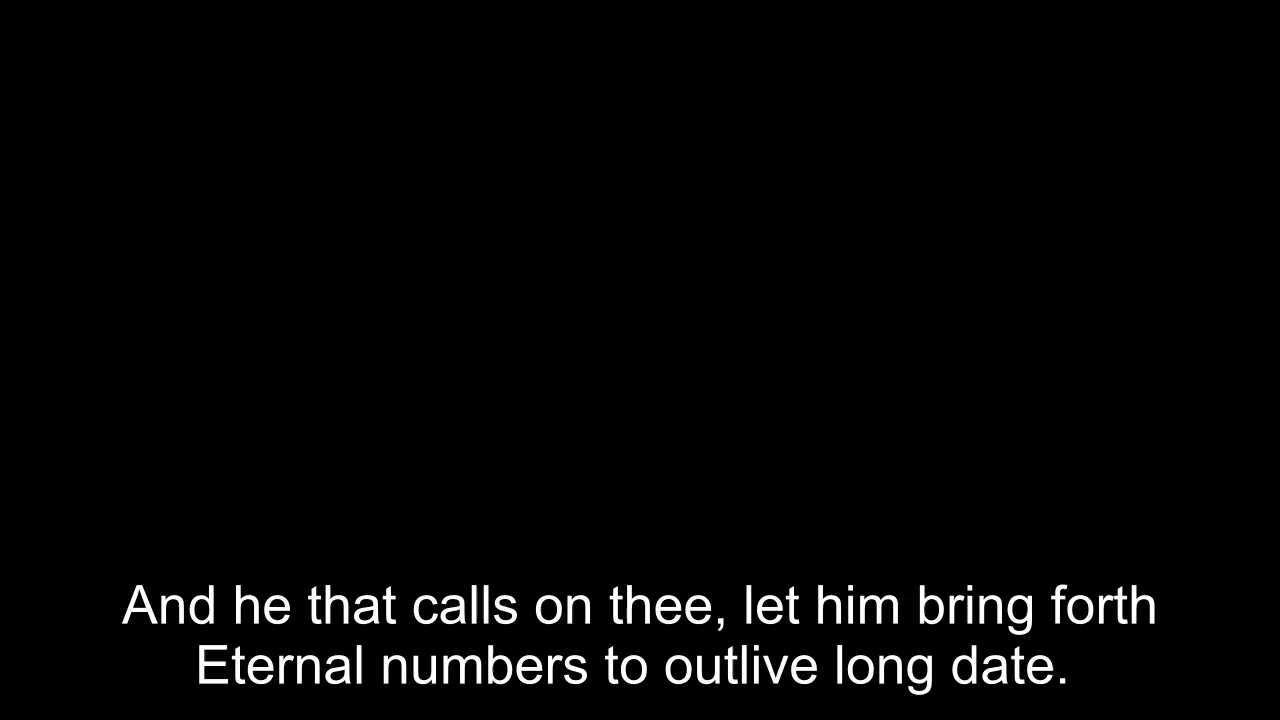 And he that calls on thee, let him bring forth
Eternal numbers to outlive long date.